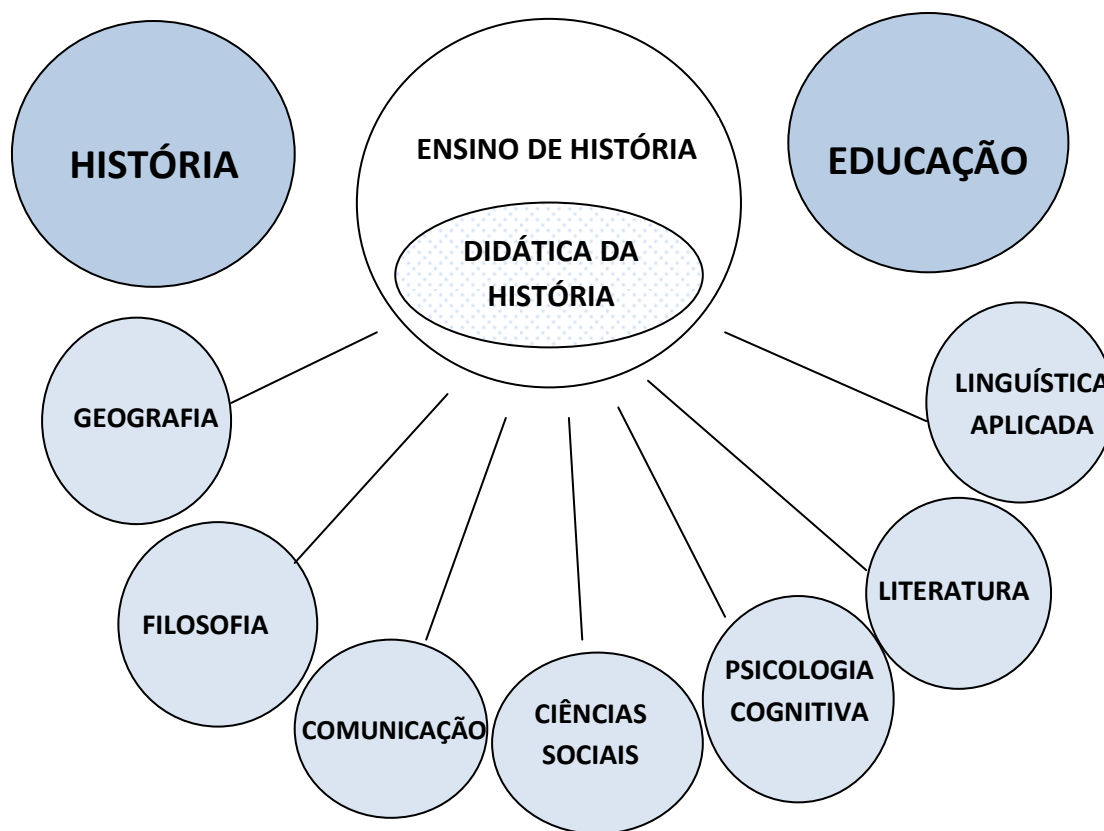 HISTÓRIA
ENSINO DE HISTÓRIA
DIDÁTICA DA
HISTÓRIA
EDUCAÇÃO
GEOGRAFIA
FILOSOFIA
COMUNICAÇÃO
CIÊNCIAS
SOCIAIS
PSICOLOGIA
COGNITIVA
LITERATURA
LINGUÍSTICA
APLICADA